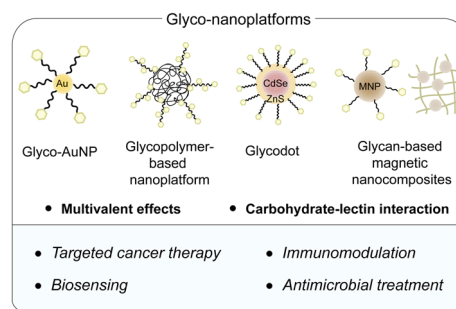 Glyco-nanoplatforms
Au
CdSe
ZnS
MNP
Glyco-AuNP
Glycopolymer-
based
nanoplatform
Glycodot
Glycan-based
magnetic
nanocomposites
• Multivalent effects
• Carbohydrate-lectin interaction
• Targeted cancer therapy
• Immunomodulation
• Biosensing
• Antimicrobial treatment